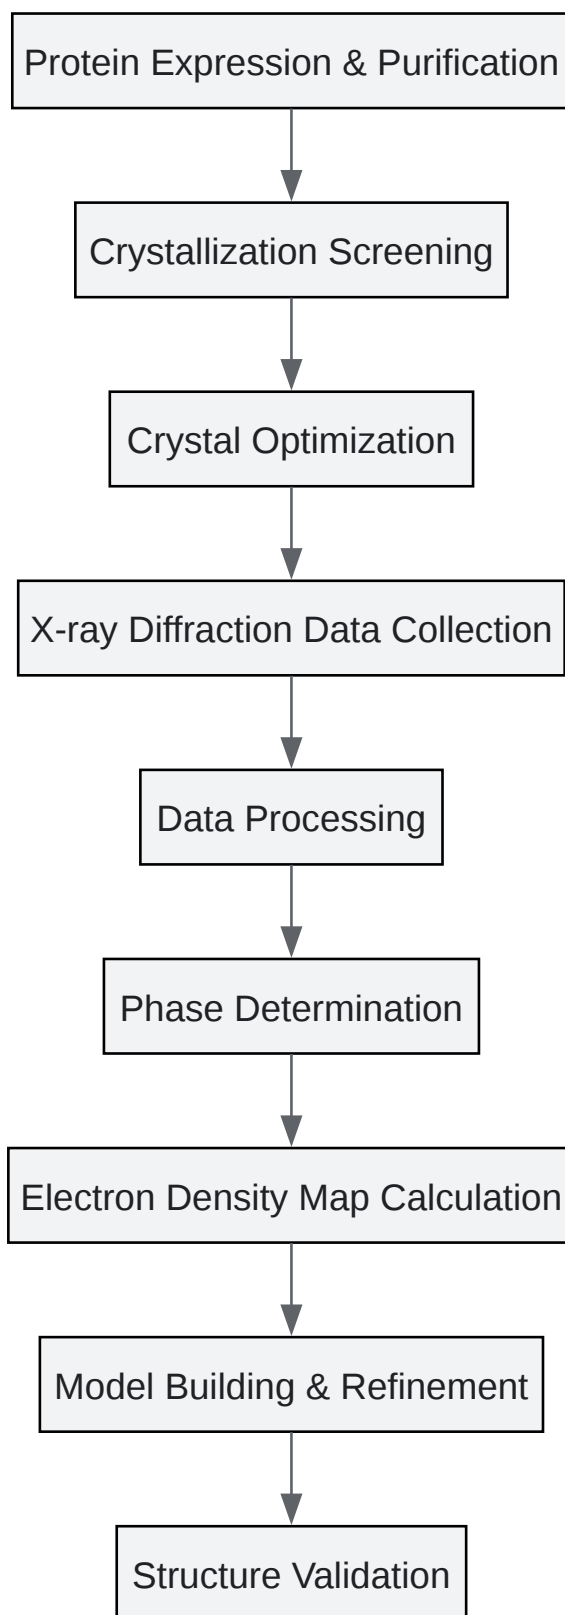 Protein Expression & Purification
Crystallization Screening
Crystal Optimization
X-ray Diffraction Data Collection
Data Processing
Phase Determination
Electron Density Map Calculation
Model Building & Refinement
Structure Validation